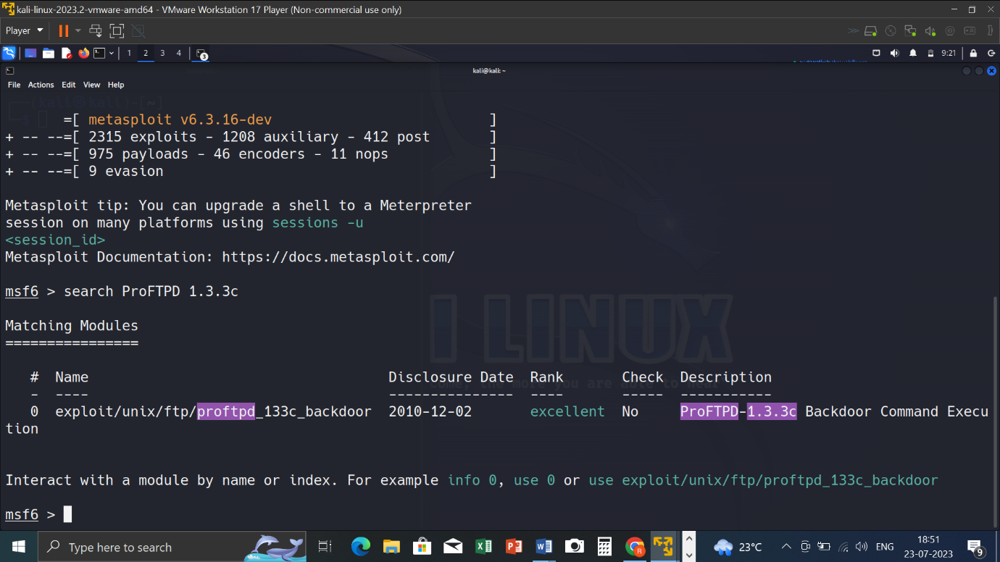 kali-linux-2023.2-vmware-amd64 - VMware Workstation 17 Player (Non-commercial use only)
Player
1 2 3 4 3 9:21
kali@kali: ~
File Actions Edit View Help
=[ metasploit v6.3.16-dev ]
+ -- --=[ 2315 exploits - 1208 auxiliary - 412 post ]
+ -- --=[ 975 payloads - 46 encoders - 11 nops ]
+ -- --=[ 9 evasion ]
Metasploit tip: You can upgrade a shell to a Meterpreter
session on many platforms using sessions -u
<session_id>
Metasploit Documentation: https://docs.metasploit.com/
msf6 > search ProFTPD 1.3.3c
Matching Modules
================
# Name Disclosure Date Rank Check Description
- ---- --------------- ---- ----- -----------
0 exploit/unix/ftp/proftpd_133c_backdoor 2010-12-02 excellent No ProFTPD-1.3.3c Backdoor Command Execu
tion
Interact with a module by name or index. For example info 0, use 0 or use exploit/unix/ftp/proftpd_133c_backdoor
msf6 >
I LINUX
Type here to search
23°C ENG 18:51
23-07-2023 9